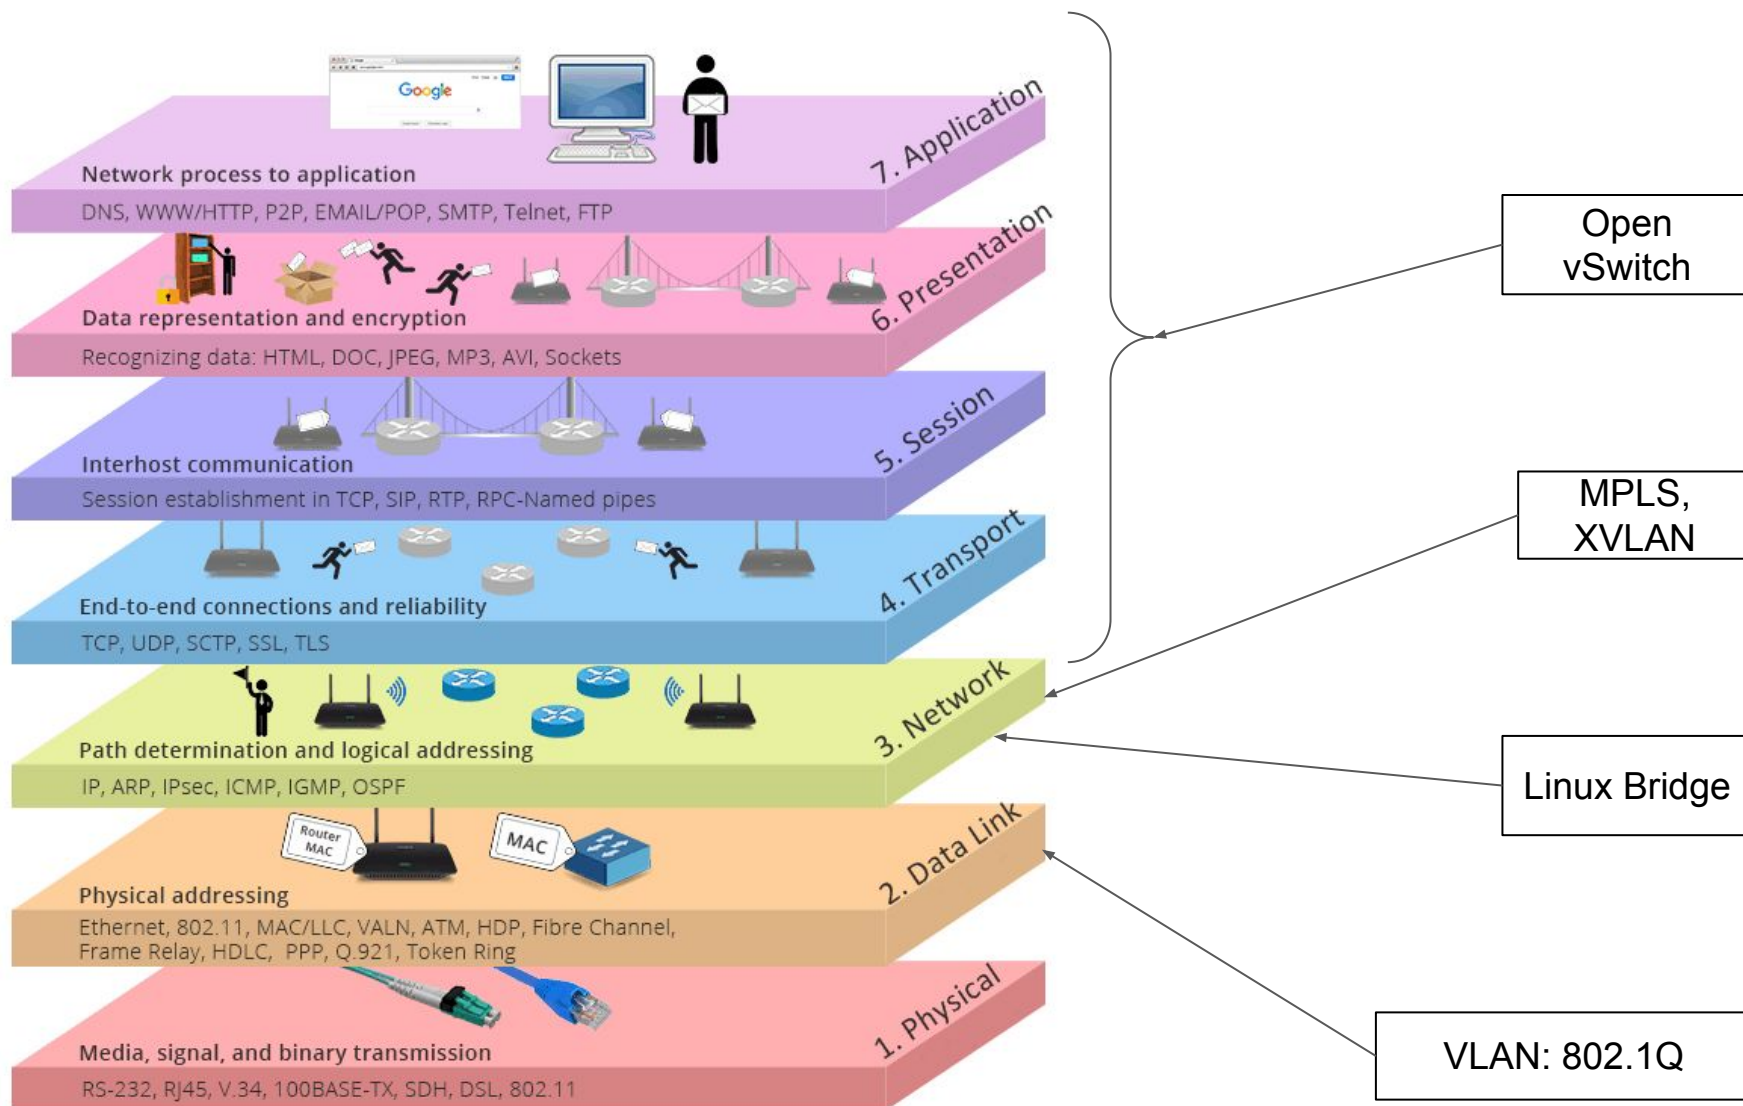 Google
7. Application
Network process to application
DNS, WWW/HTTP, P2P, EMAIL/POP, SMTP, Telnet, FTP
6. Presentation
Data representation and encryption
Recognizing data: HTML, DOC, JPEG, MP3, AVI, Sockets
5. Session
Interhost communication
Session establishment in TCP, SIP, RTP, RPC-Named pipes
4. Transport
End-to-end connections and reliability
TCP, UDP, SCTP, SSL, TLS
3. Network
Path determination and logical addressing
IP, ARP, IPsec, ICMP, IGMP, OSPF
Router
MAC
MAC
2. Data Link
Physical addressing
Ethernet, 802.11, MAC/LLC, VALN, ATM, HDP, Fibre Channel,
Frame Relay, HDLC, PPP, Q.921, Token Ring
1. Physical
Media, signal, and binary transmission
RS-232, RJ45, V.34, 100BASE-TX, SDH, DSL, 802.11
Open
vSwitch
MPLS,
XVLAN
Linux Bridge
VLAN: 802.1Q